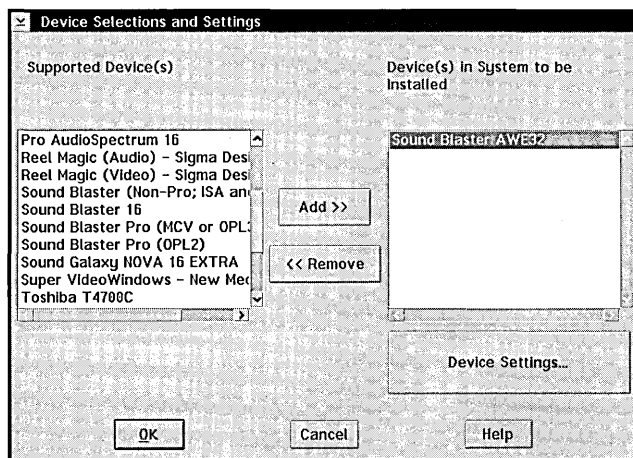 Device Selections and Settings
Supported Device(s)
Device(s) in System to be
Installed
Pro AudioSpectrum 16
Reel Magic (Audio) - Sigma Desi
Reel Magic (Video) - Sigma Desi
Sound Blaster (Non-Pro; ISA an
Sound Blaster 16
Sound Blaster Pro (MCV or OPL3
Sound Blaster Pro (OPL2)
Sound Galaxy NOVA 16 EXTRA
Super VideoWindows - New Med
Toshiba T4700C
Sound Blaster AWE32
Add >>
<< Remove
Device Settings...
OK
Cancel
Help